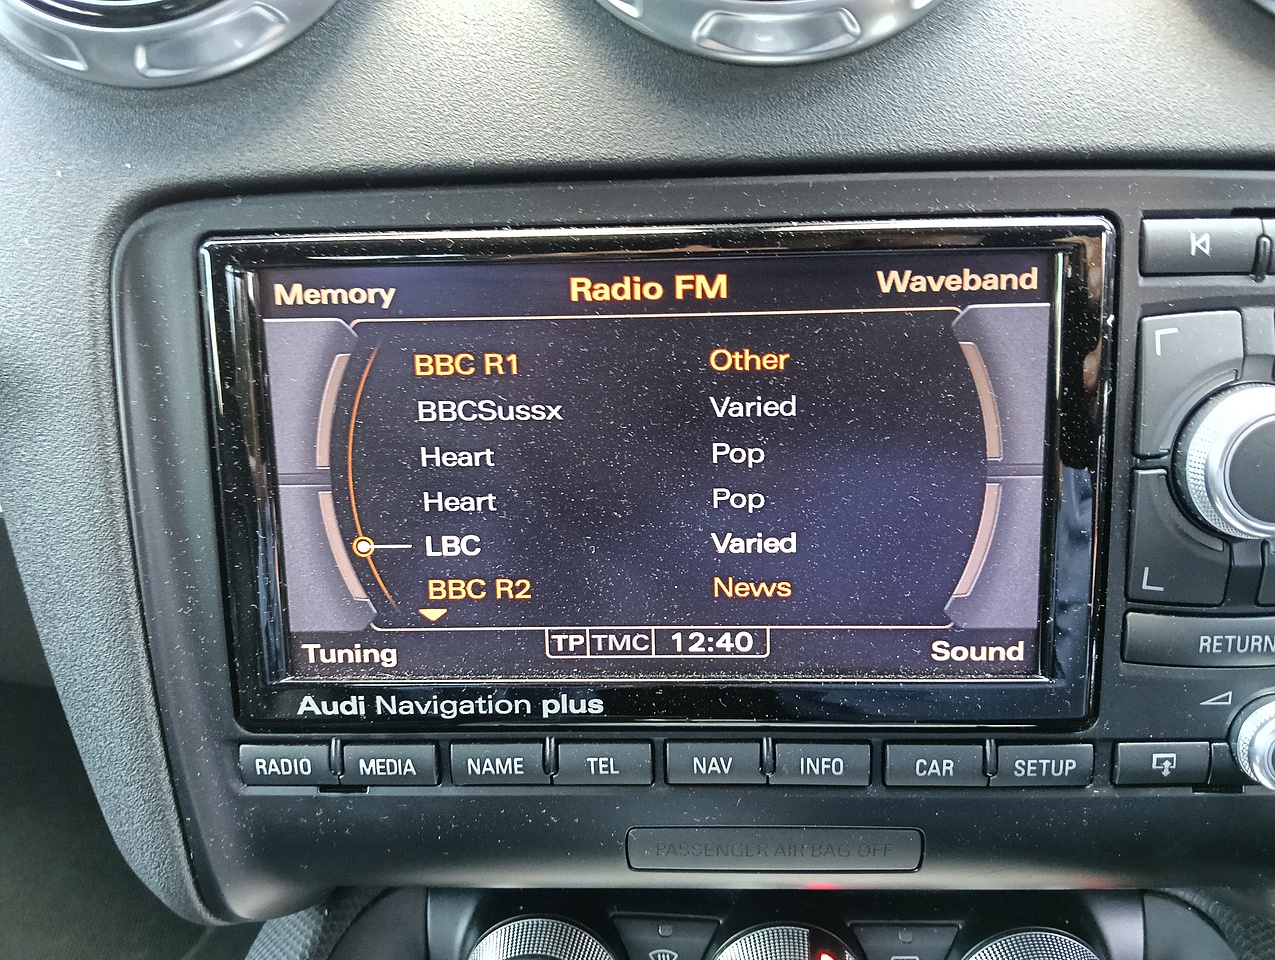 Memory Radio FM Waveband
BBC R1 Other
BBCSussx Varied
Heart Pop
Heart Pop
LBC Varied
BBC R2 News
Tuning TP TMC 12:40 Sound
Audi Navigation plus
RETURN
RADIO MEDIA NAME TEL NAV INFO CAR SETUP
PASSENGER AIR BAG OFF